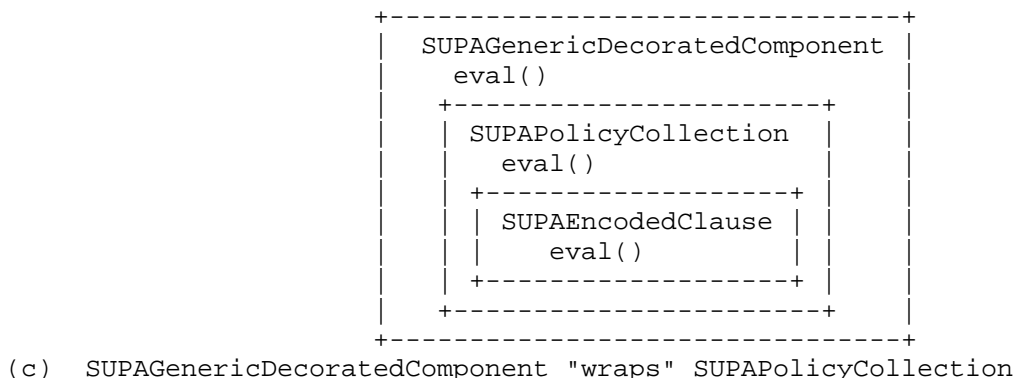 +---------------------------------+
|  SUPAGenericDecoratedComponent  |
|    eval()                       |
|   +-----------------------+     |
|   | SUPAPolicyCollection  |     |
|   |   eval()              |     |
|   | +-------------------+ |     |
|   | | SUPAEncodedClause | |     |
|   | |    eval()         | |     |
|   | +-------------------+ |     |
|   +-----------------------+     |
+---------------------------------+
(c)  SUPAGenericDecoratedComponent "wraps" SUPAPolicyCollection